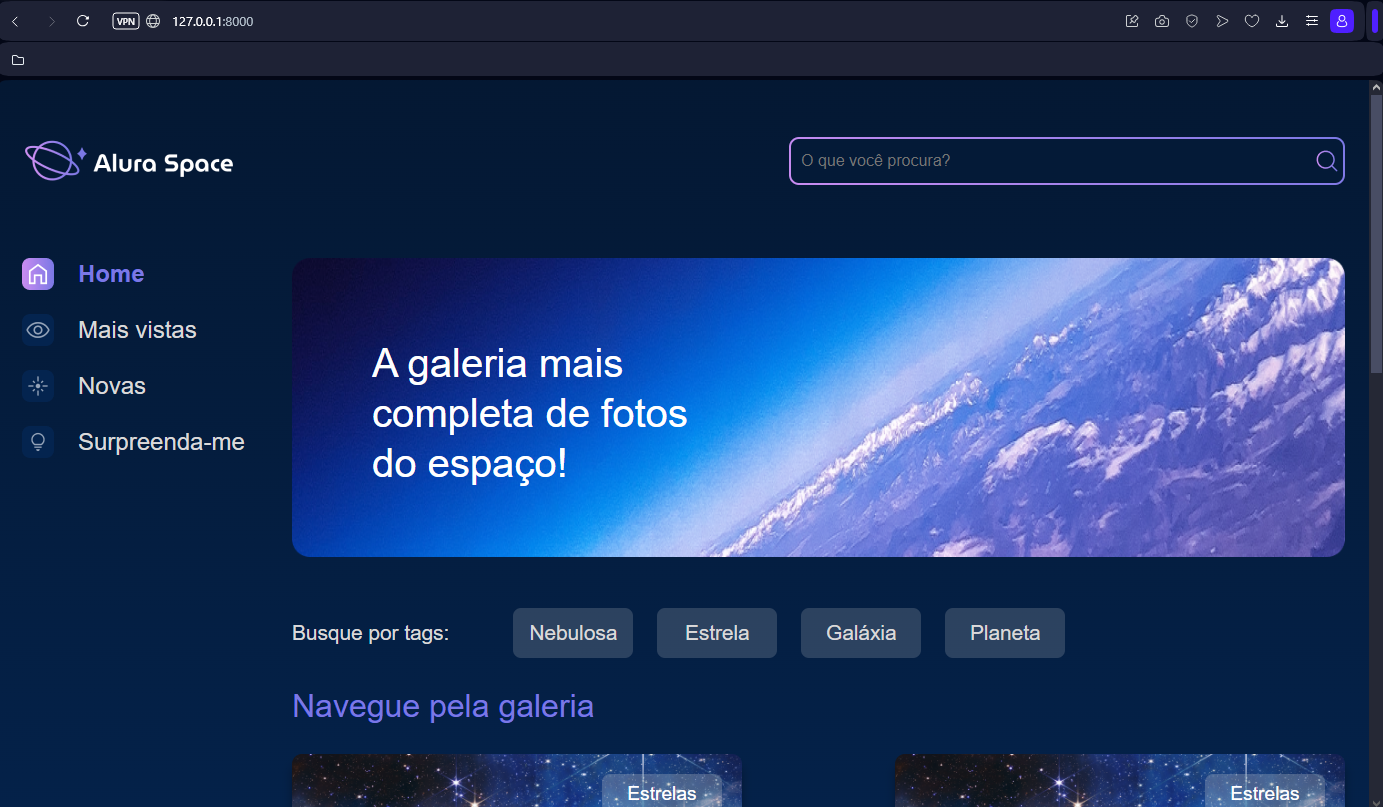 VPN
127.0.0.1:8000
Alura Space
O que você procura?
Home
Mais vistas
Novas
Surpreenda-me
A galeria mais
completa de fotos
do espaço!
Busque por tags:
Nebulosa
Estrela
Galáxia
Planeta
Navegue pela galeria
Estrelas
Estrelas